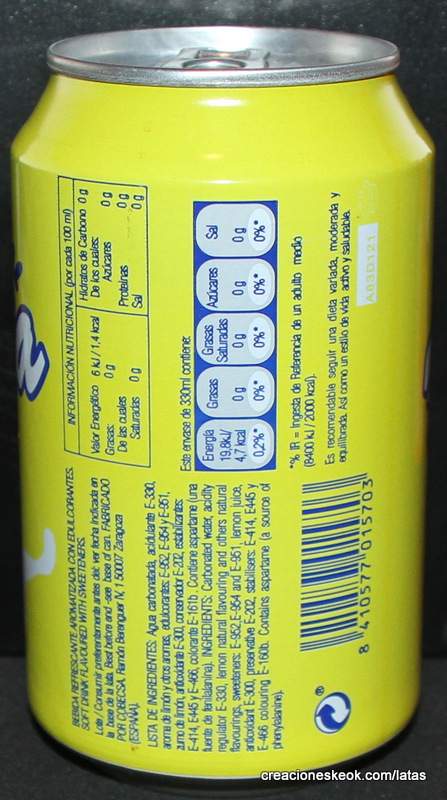 BEBIDA REFRESCANTE AROMATIZADA CON EDULCORANTES.
SOFT DRINK FLAVOURED WITH SWEETENERS.
Lote / Consumir preferentemente antes del: ver fecha indicada en
la base de la lata. Best before end -see base of can. FABRICADO
POR COBECSA, Ramón Berenguer IV, 1, 50007 Zaragoza
(ESPAÑA).
LISTA DE INGREDIENTES: Agua carbonatada, acidulante E-330,
aroma de limón y otros aromas, edulcorantes: E-952, E-954 y E-951,
zumo de limón, antioxidante E-300, conservador E-202, estabilizantes:
E-414, E-445 y E-466, colorante E-161b. Contiene aspartamo (una
fuente de fenilalanina). INGREDIENTS: Carbonated water, acidity
regulator E-330, lemon natural flavouring and others natural
flavourings, sweeteners: E-952, E-954 and E-951 lemon juice,
antioxidant E-300, preservative E-202, stabilisers: E-414, E445 y
E-466, colouring E-160b. Contains aspartame (a source of
phenylalanine).
INFORMACIÓN NUTRICIONAL (por cada 100 ml)
Valor Energético 6 kJ / 1,4 kcal
Grasas: 0 g
De las cuales
Saturadas 0 g
Hidratos de Carbono 0 g
De los cuales:
Azúcares 0 g
Proteínas 0 g
Sal 0 g
Este envase de 330ml contiene:
Energía 19,8kJ/ 4,7 kcal 0,2%*
Grasas 0 g 0%*
Grasas Saturadas 0 g 0%*
Azúcares 0 g 0%*
Sal 0 g 0%*
*% IR = Ingesta de Referencia de un adulto medio
(8400 kJ / 2000 kcal).
Es recomendable seguir una dieta variada, moderada y
equilibrada. Así como un estilo de vida activo y saludable.
A83D121
8 410577 015703
creacioneskeok.com/latas